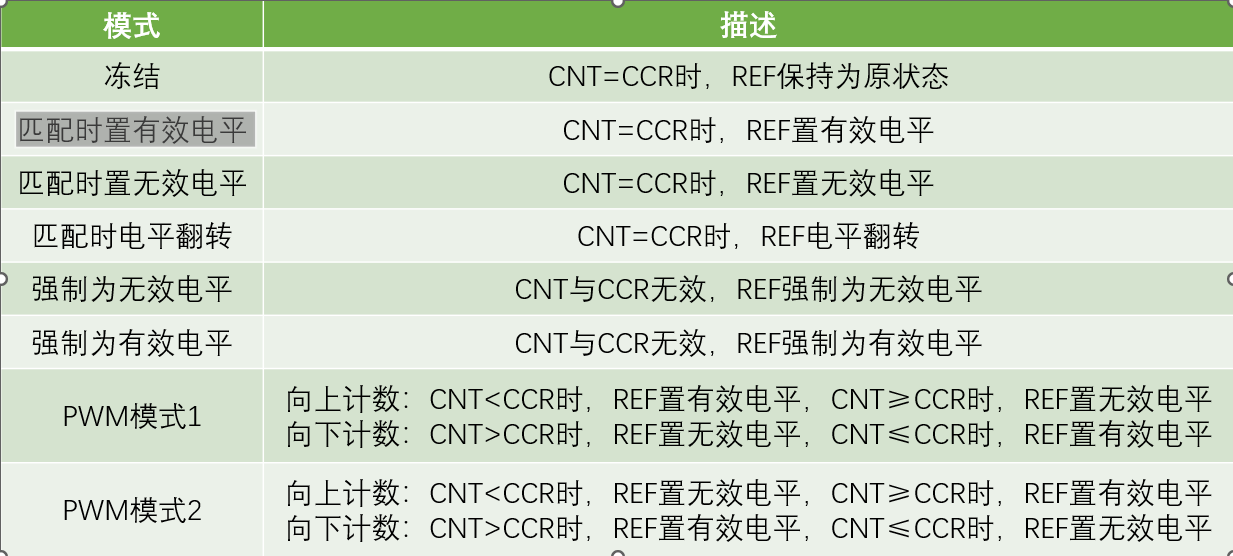 模式 描述
冻结 CNT=CCR时，REF保持为原状态
匹配时置有效电平 CNT=CCR时，REF置有效电平
匹配时置无效电平 CNT=CCR时，REF置无效电平
匹配时电平翻转 CNT=CCR时，REF电平翻转
强制为无效电平 CNT与CCR无效，REF强制为无效电平
强制为有效电平 CNT与CCR无效，REF强制为有效电平
PWM模式1
向上计数：CNT<CCR时，REF置有效电平，CNT≥CCR时，REF置无效电平
向下计数：CNT>CCR时，REF置无效电平，CNT≤CCR时，REF置有效电平
PWM模式2
向上计数：CNT<CCR时，REF置无效电平，CNT≥CCR时，REF置有效电平
向下计数：CNT>CCR时，REF置有效电平，CNT≤CCR时，REF置无效电平